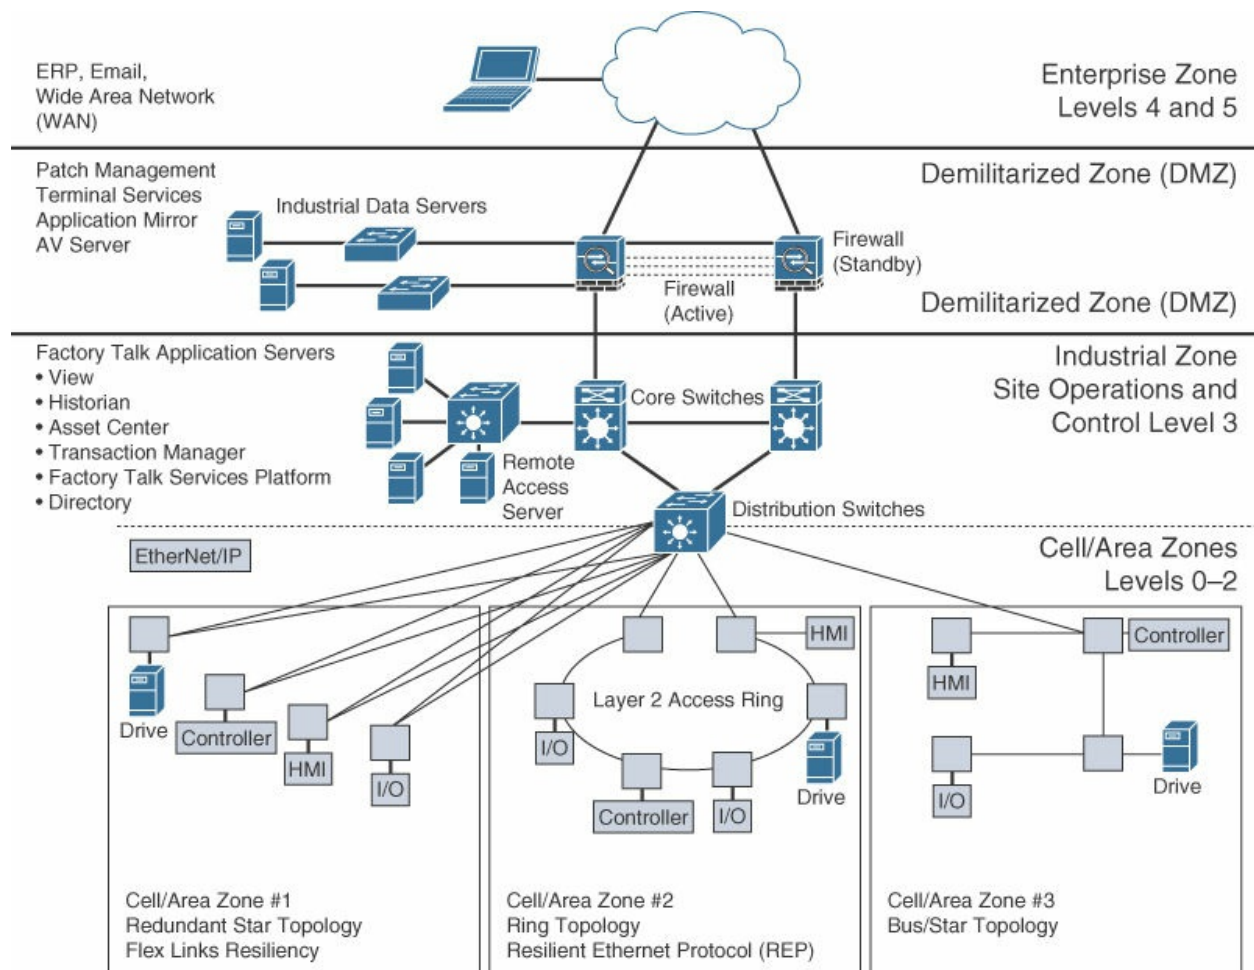 ERP, Email,
Wide Area Network
(WAN)
Enterprise Zone
Levels 4 and 5
Patch Management
Terminal Services
Application Mirror
AV Server
Industrial Data Servers
Demilitarized Zone (DMZ)
Firewall
(Standby)
Firewall
(Active)
Demilitarized Zone (DMZ)
Factory Talk Application Servers
• View
• Historian
• Asset Center
• Transaction Manager
• Factory Talk Services Platform
• Directory
Remote
Access
Server
Core Switches
Industrial Zone
Site Operations and
Control Level 3
Distribution Switches
EtherNet/IP
Cell/Area Zones
Levels 0–2
Drive
Controller
HMI
I/O
Cell/Area Zone #1
Redundant Star Topology
Flex Links Resiliency
HMI
Layer 2 Access Ring
I/O
Controller
I/O
Drive
Cell/Area Zone #2
Ring Topology
Resilient Ethernet Protocol (REP)
Controller
HMI
I/O
Drive
Cell/Area Zone #3
Bus/Star Topology